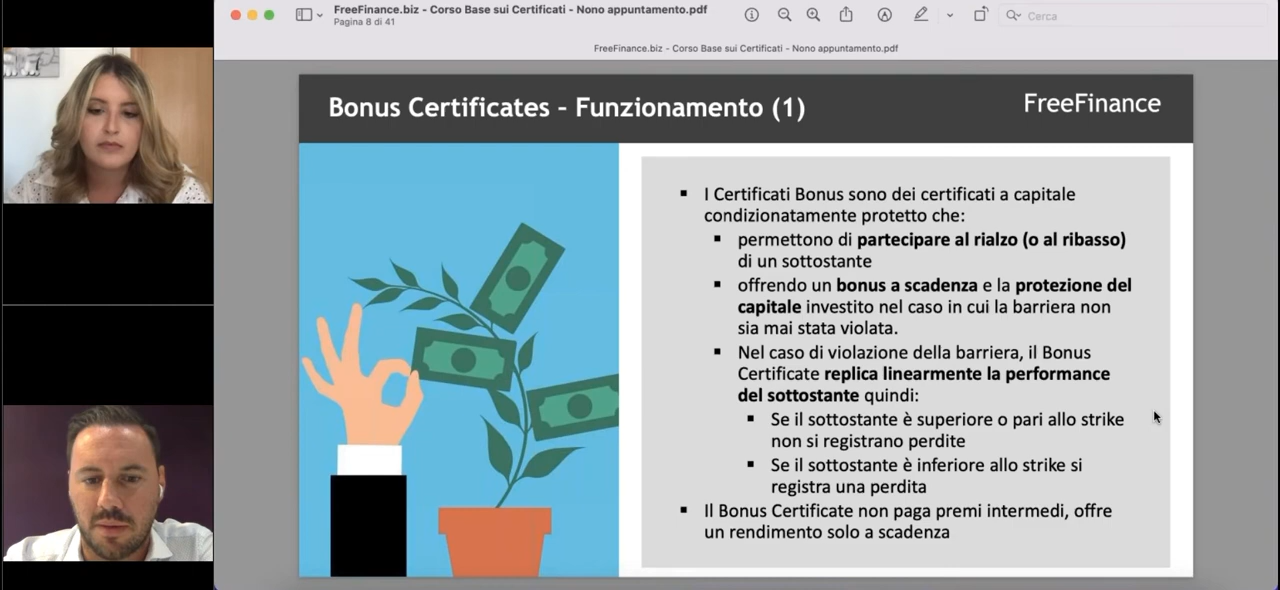 FreeFinance.biz - Corso Base sui Certificati - Nono appuntamento.pdf
Pagina 8 di 41
Cerca
FreeFinance.biz - Corso Base sui Certificati - Nono appuntamento.pdf
Bonus Certificates - Funzionamento (1)
FreeFinance
▪ I Certificati Bonus sono dei certificati a capitale
condizionatamente protetto che:
▪ permettono di partecipare al rialzo (o al ribasso)
di un sottostante
▪ offrendo un bonus a scadenza e la protezione del
capitale investito nel caso in cui la barriera non
sia mai stata violata.
▪ Nel caso di violazione della barriera, il Bonus
Certificate replica linearmente la performance
del sottostante quindi:
▪ Se il sottostante è superiore o pari allo strike
non si registrano perdite
▪ Se il sottostante è inferiore allo strike si
registra una perdita
▪ Il Bonus Certificate non paga premi intermedi, offre
un rendimento solo a scadenza